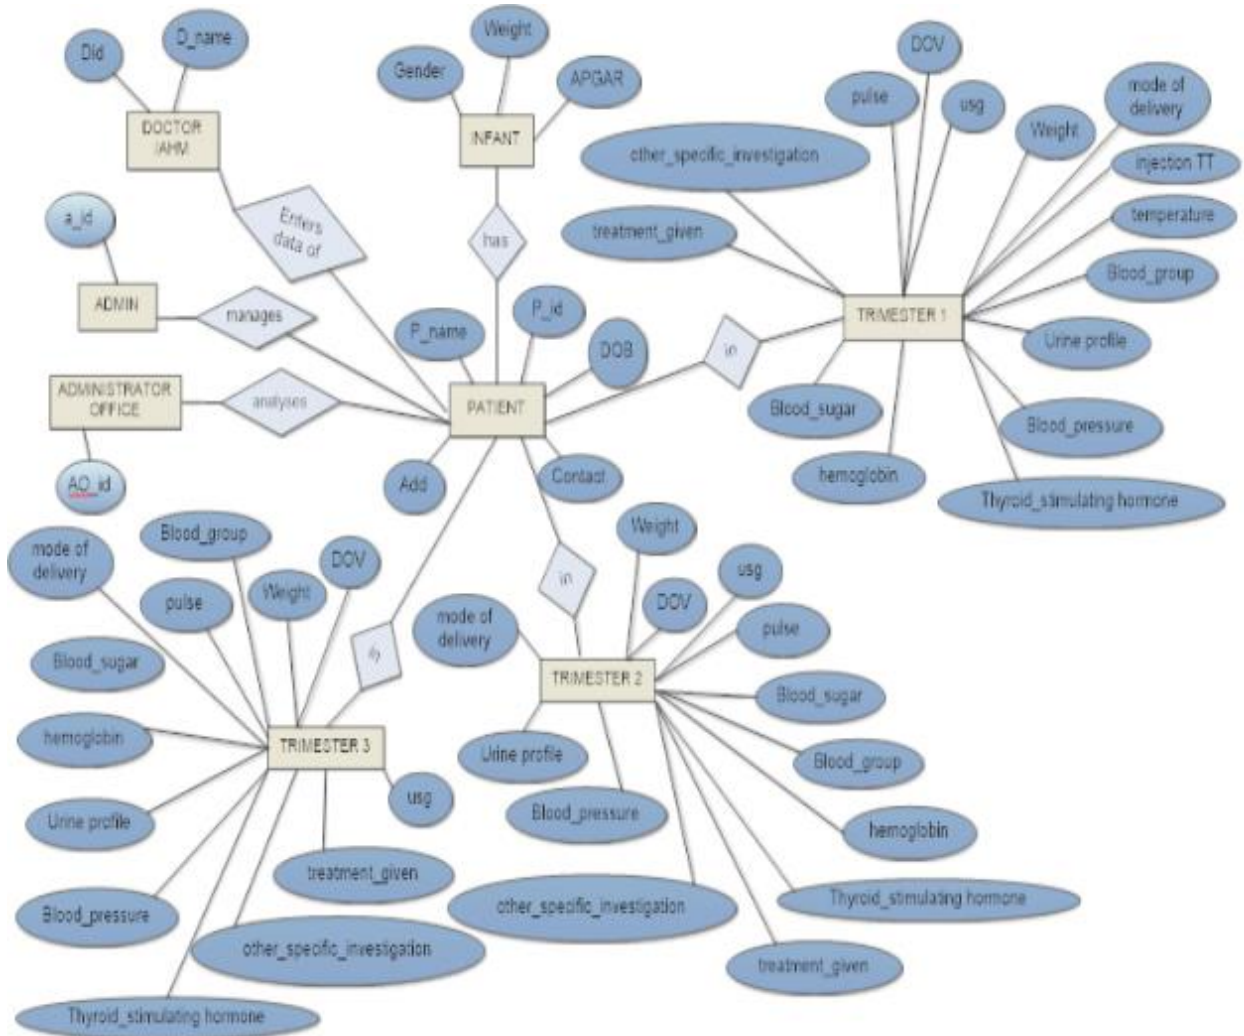 Did
D_name
DOCTOR
IAHM
Enters
data of
Gender
Weight
APGAR
INFANT
has
DOV
pulse
usg
Weight
mode of
delivery
other_specific_investigation
injection TT
treatment_given
temperature
Blood_group
TRIMESTER 1
Urine profile
Blood_sugar
Blood_pressure
hemoglobin
Thyroid_stimulating hormone
in
a_id
ADMIN
manages
ADMINISTRATOR
OFFICE
analyses
AO_id
P_name
P_id
DOB
PATIENT
Add
Contact
mode of
delivery
Blood_group
DOV
pulse
Weight
Blood_sugar
hemoglobin
TRIMESTER 3
usg
Urine profile
treatment_given
Blood_pressure
other_specific_investigation
Thyroid_stimulating hormone
in
Weight
usg
DOV
mode of
delivery
pulse
TRIMESTER 2
Blood_sugar
Urine profile
Blood_group
Blood_pressure
hemoglobin
Thyroid_stimulating hormone
other_specific_investigation
treatment_given